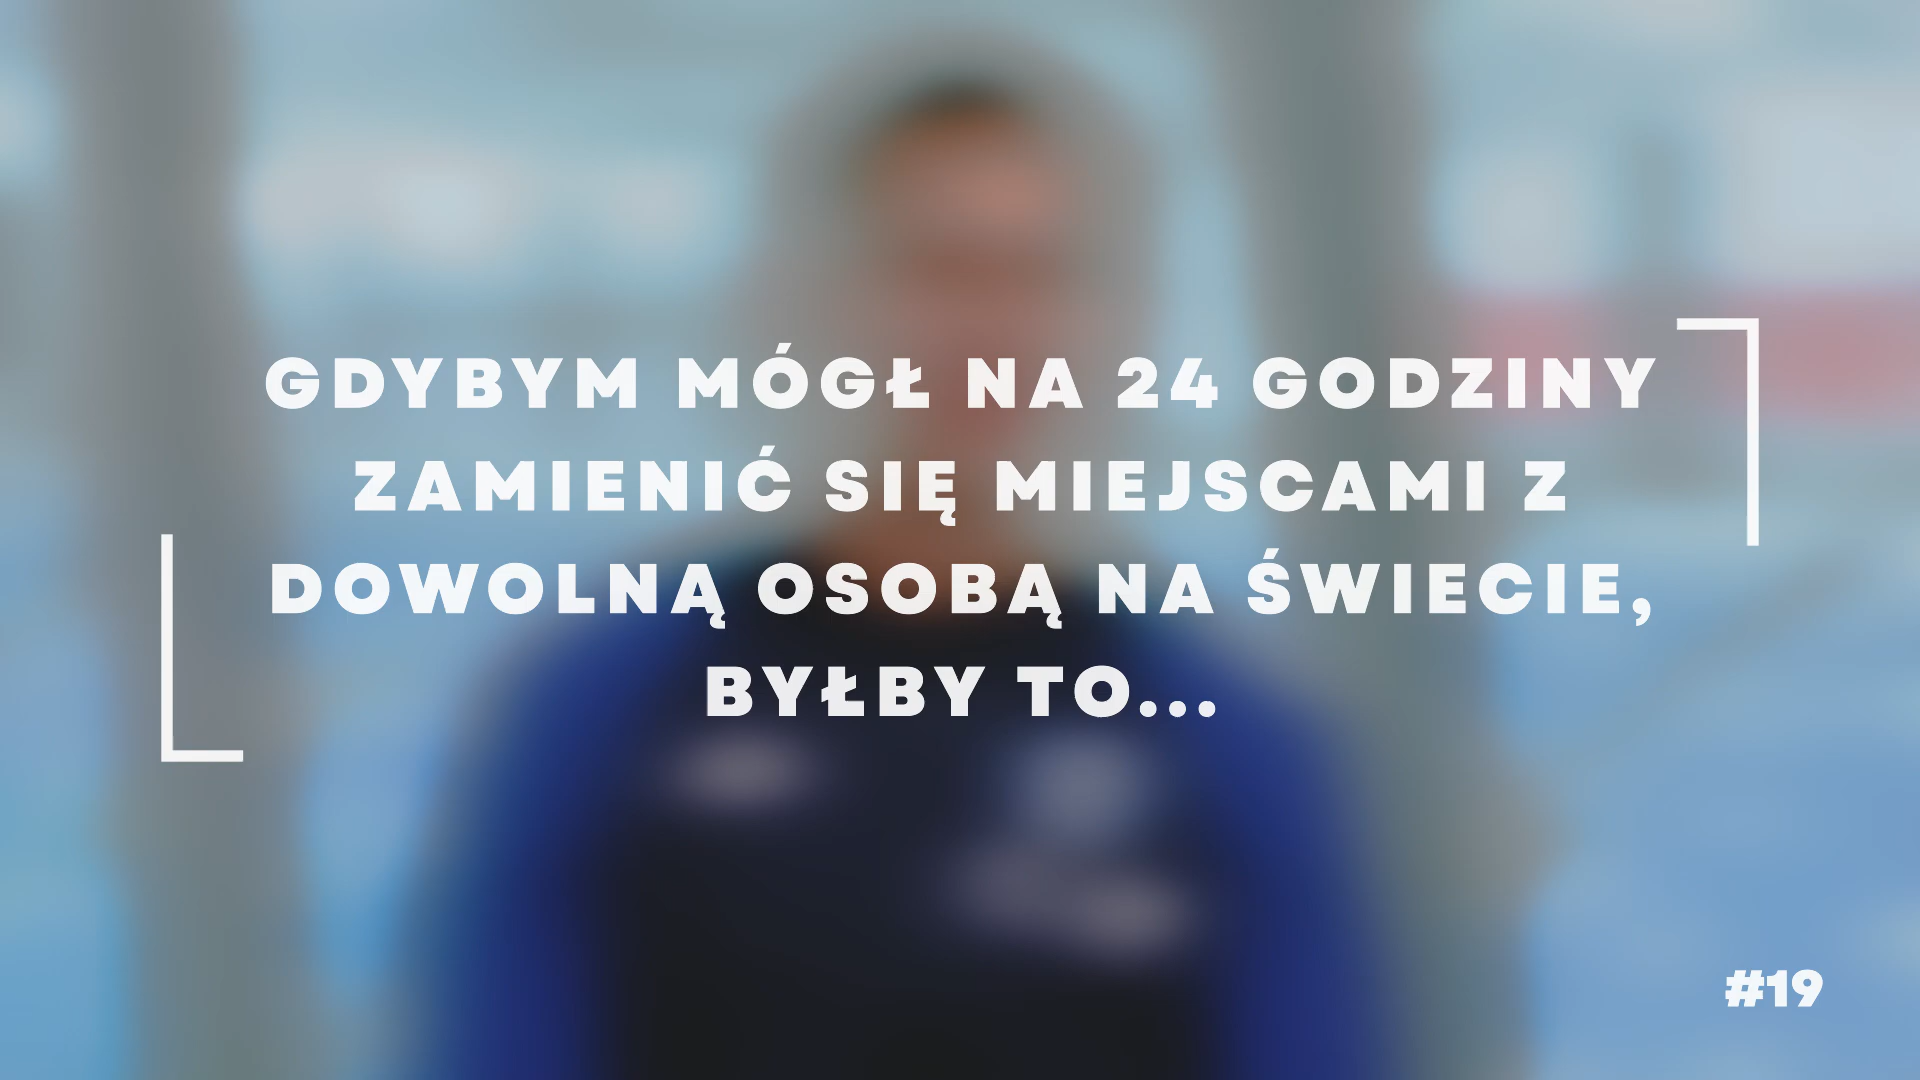 GDYBYM MÓGŁ NA 24 GODZINY
ZAMIENIĆ SIĘ MIEJSCAMI Z
DOWOLNĄ OSOBĄ NA ŚWIECIE,
BYŁBY TO...
#19